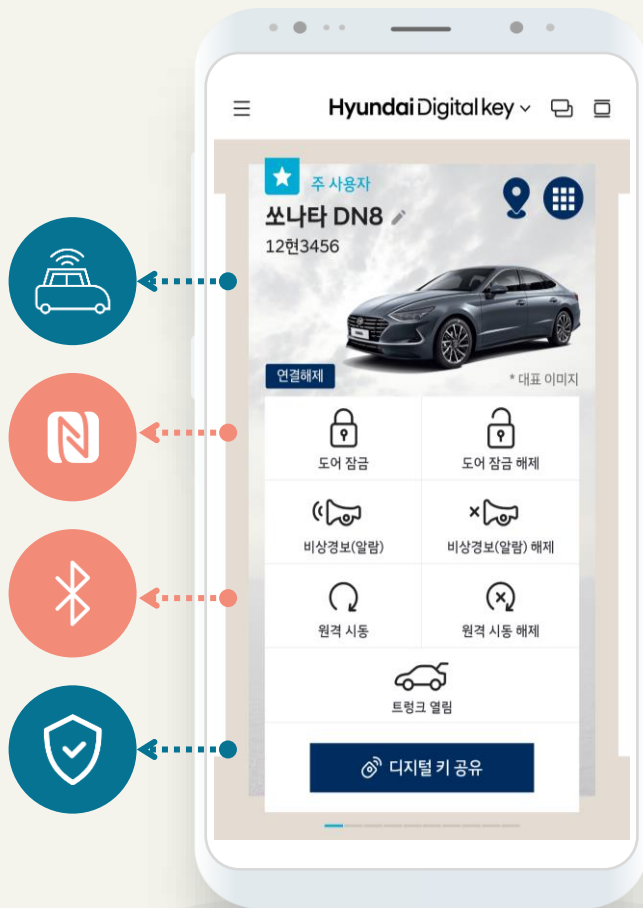 Hyundai Digital key
주 사용자
쏘나타 DN8
12현3456
연결해제
* 대표 이미지
도어 잠금
도어 잠금 해제
비상경보(알람)
비상경보(알람) 해제
원격 시동
원격 시동 해제
트렁크 열림
디지털 키 공유